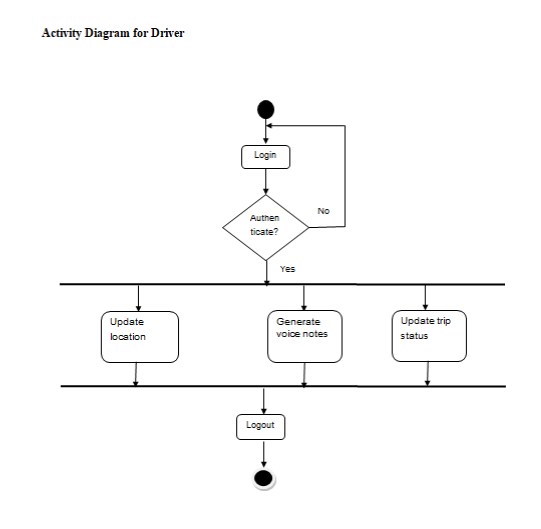 Activity Diagram for Driver
Login
No
Authen
ticate?
Yes
Update
location
Generate
voice notes
Update trip
status
Logout